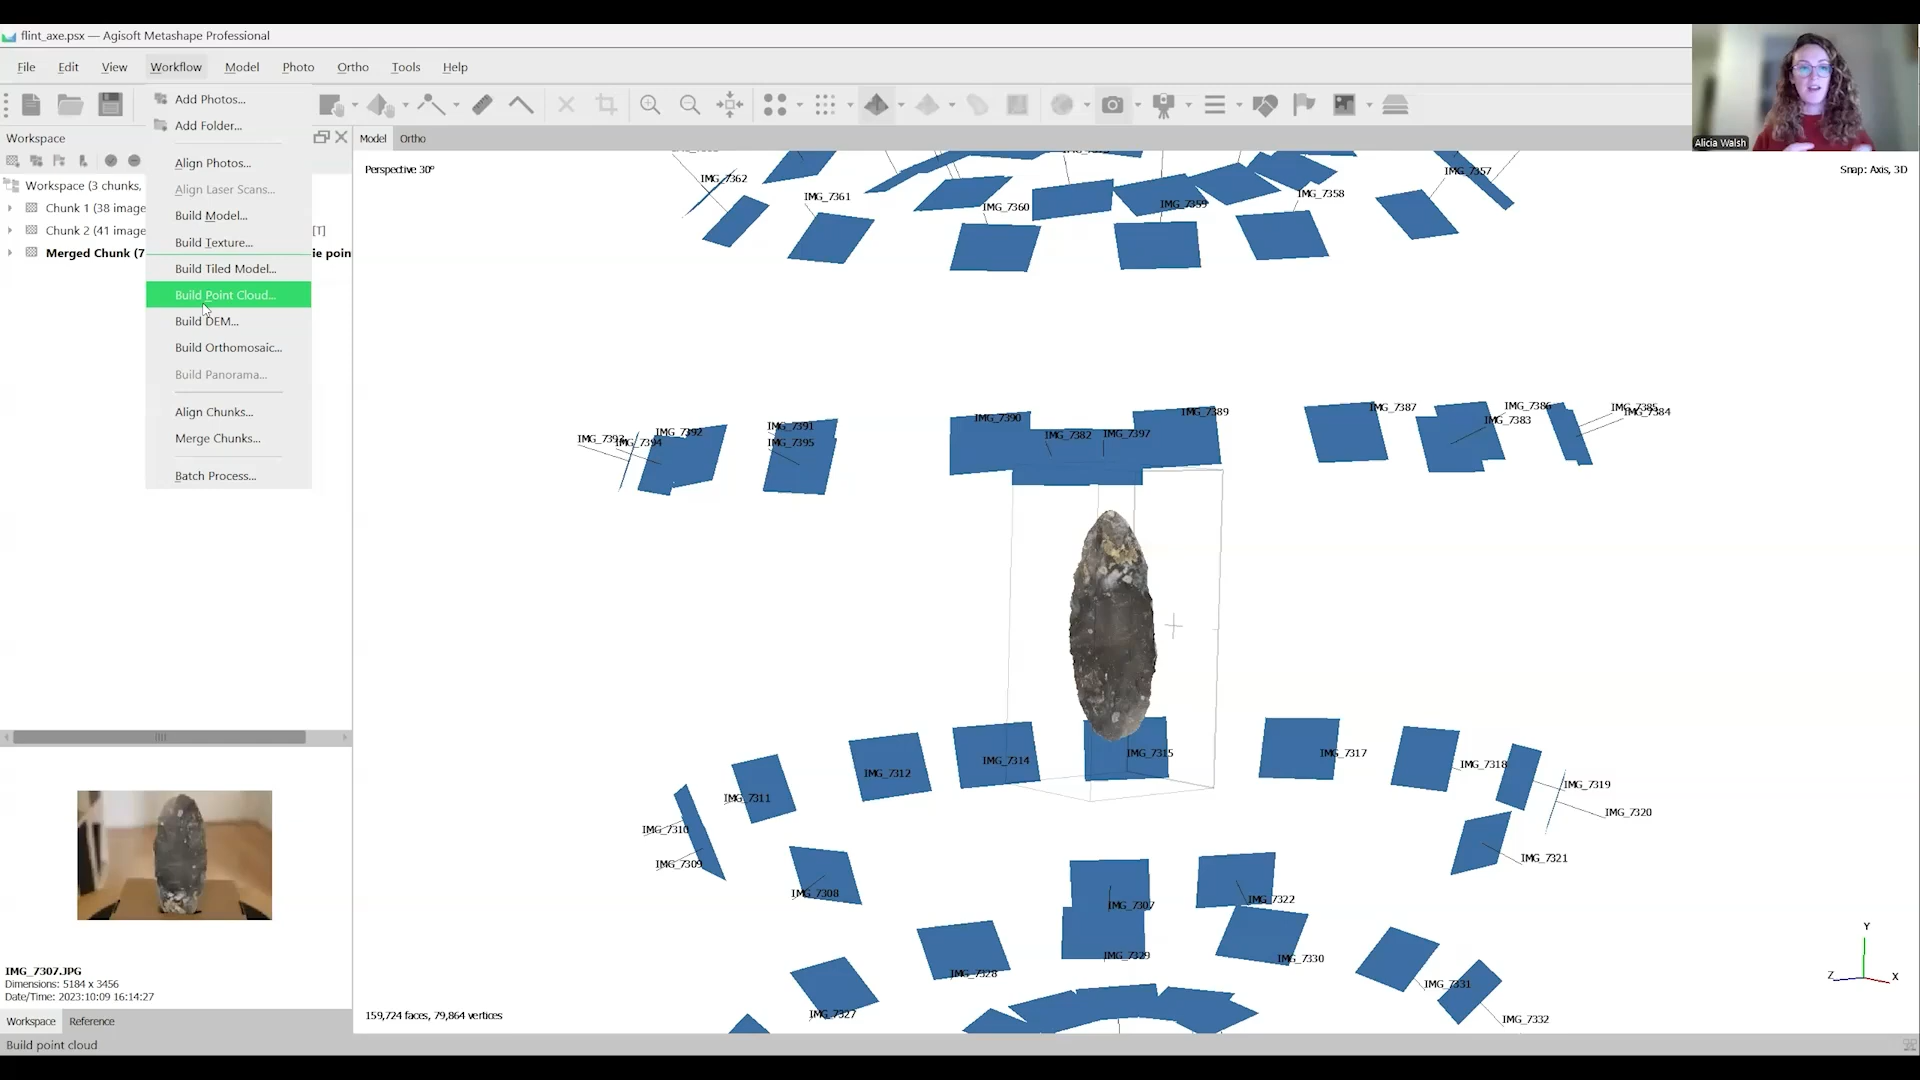 flint_axe.psx — Agisoft Metashape Professional
File Edit View Workflow Model Photo Ortho Tools Help
Workspace
Workspace (3 chunks,
Chunk 1 (38 image
Chunk 2 (41 image
[T]
Merged Chunk (7
ie poin
Add Photos...
Add Folder...
Align Photos...
Align Laser Scans...
Build Model...
Build Texture...
Build Tiled Model...
Build Point Cloud...
Build DEM...
Build Orthomosaic...
Build Panorama...
Align Chunks...
Merge Chunks...
Batch Process...
Model Ortho
Perspective 30°
Snap: Axis, 3D
Alicia Walsh
IMG_7362
IMG_7361
IMG_7360
IMG_7359
IMG_7358
IMG_7357
IMG_7393
IMG_7394
IMG_7392
IMG_7391
IMG_7395
IMG_7390
IMG_7382
IMG_7397
IMG_7389
IMG_7387
IMG_7386
IMG_7383
IMG_7385
IMG_7384
IMG_7310
IMG_7309
IMG_7311
IMG_7312
IMG_7314
IMG_7315
IMG_7317
IMG_7318
IMG_7319
IMG_7320
IMG_7321
IMG_7308
IMG_7307
IMG_7322
IMG_7328
IMG_7329
IMG_7330
IMG_7331
IMG_7327
IMG_7332
X
Y
Z
159,724 faces, 79,864 vertices
IMG_7307.JPG
Dimensions: 5184 x 3456
Date/Time: 2023:10:09 16:14:27
Workspace Reference
Build point cloud